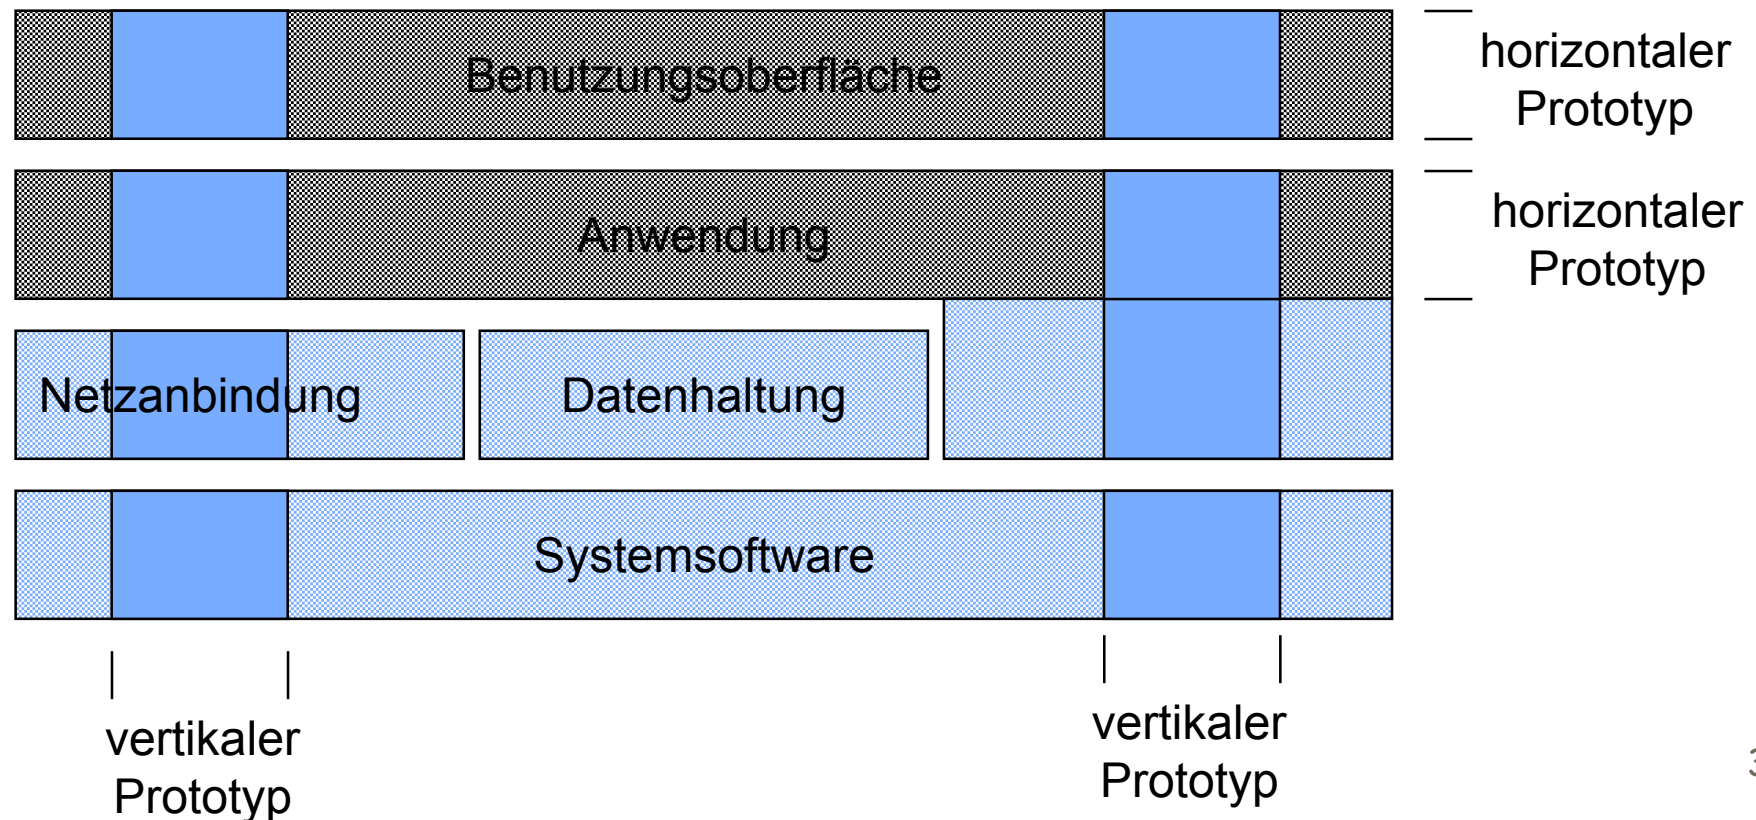 Benutzungsoberfläche
horizontaler
Prototyp
Anwendung
horizontaler
Prototyp
Netzanbindung
Datenhaltung
Systemsoftware
vertikaler
Prototyp
vertikaler
Prototyp